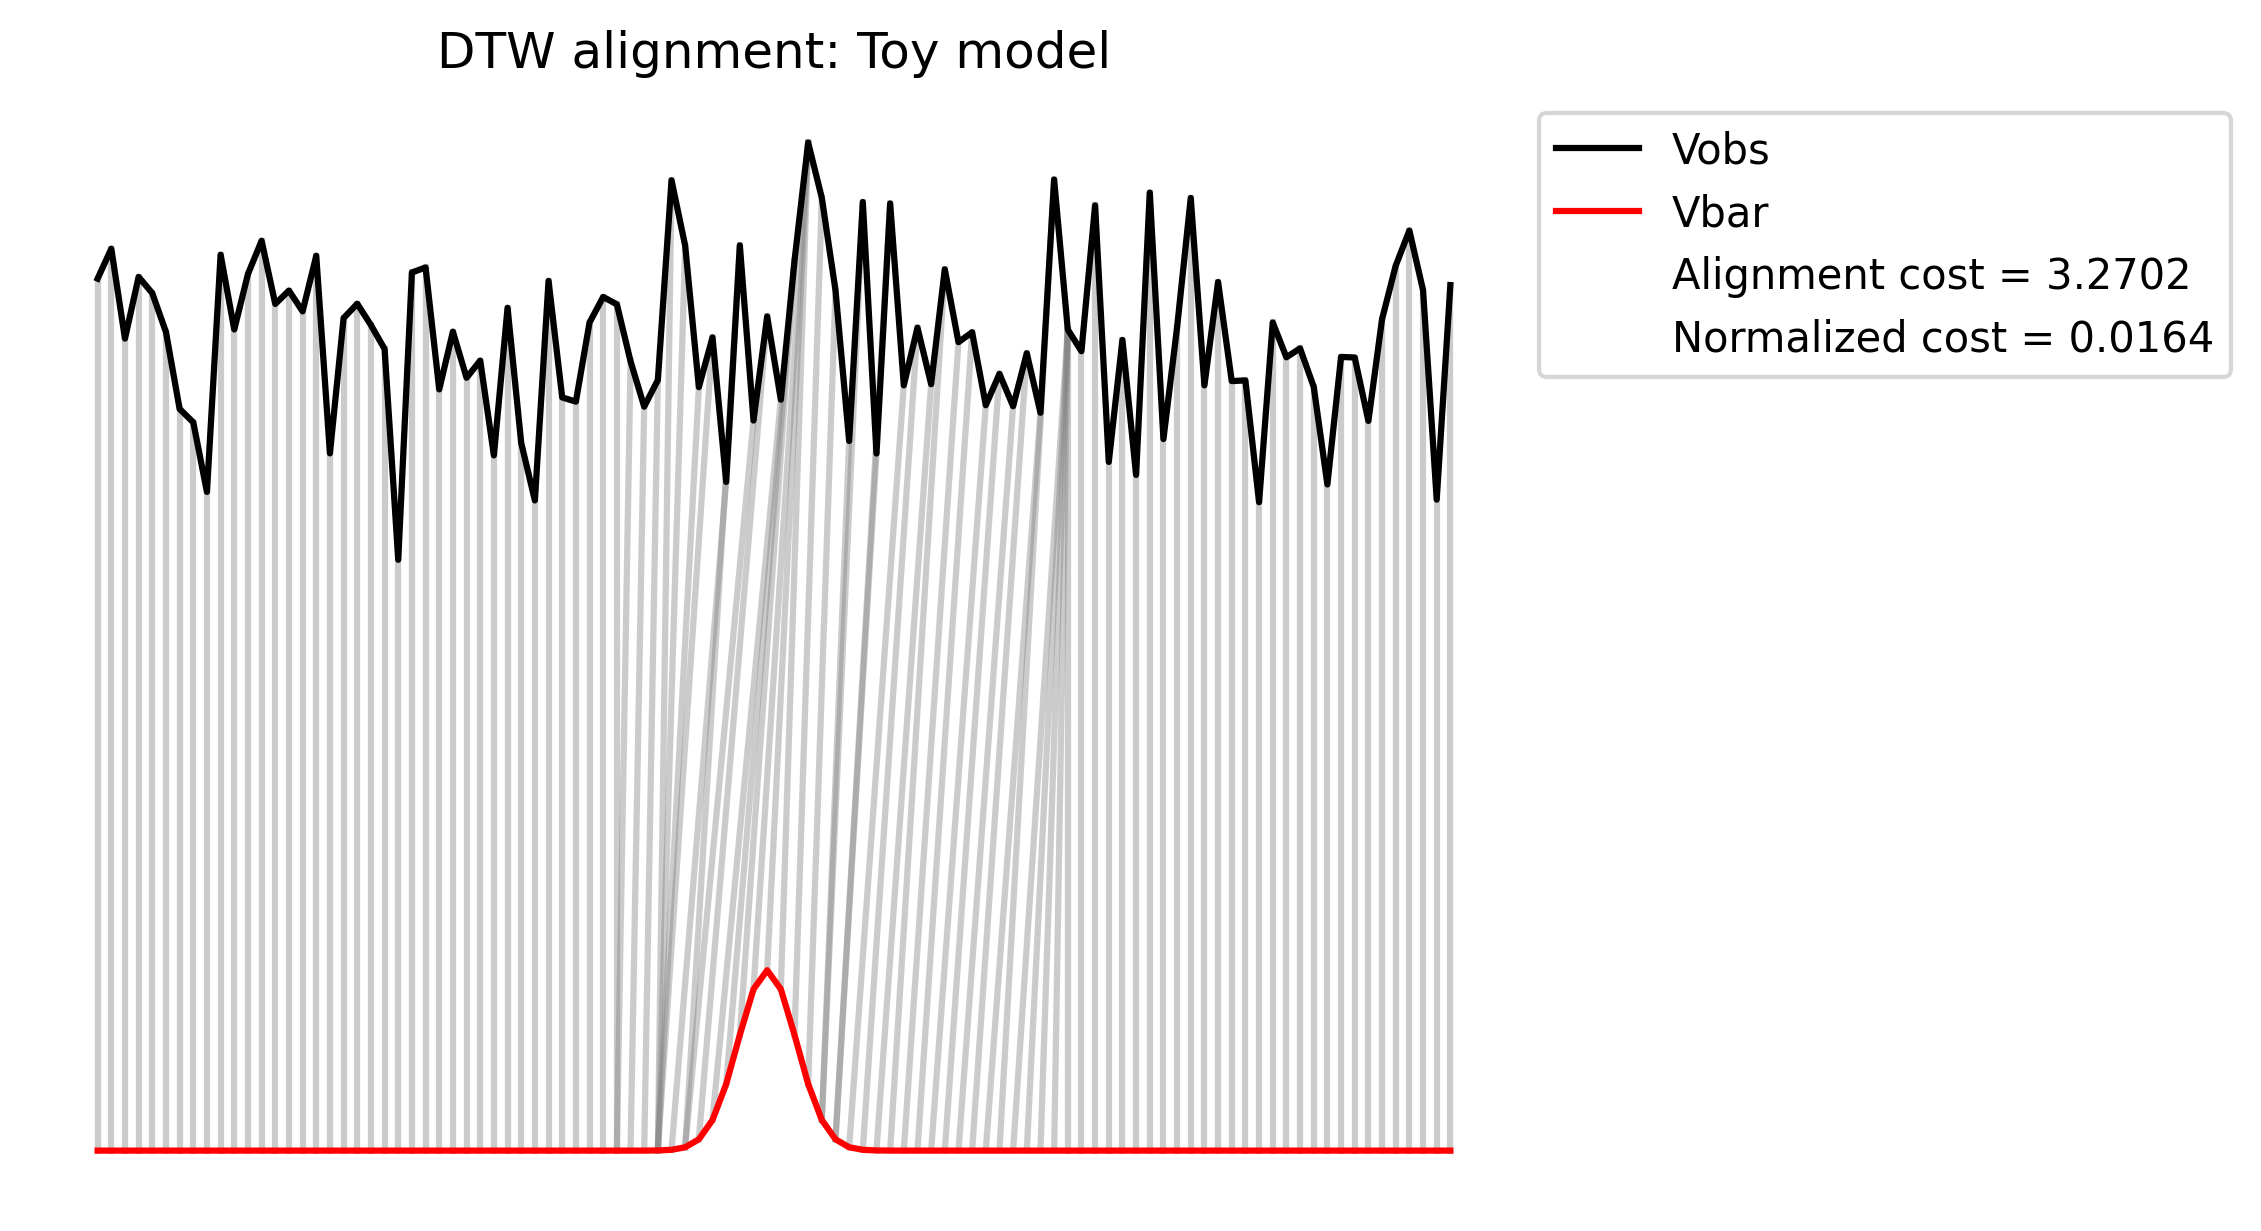 DTW alignment: Toy model
Vobs
Vbar
Alignment cost = 3.2702
Normalized cost = 0.0164